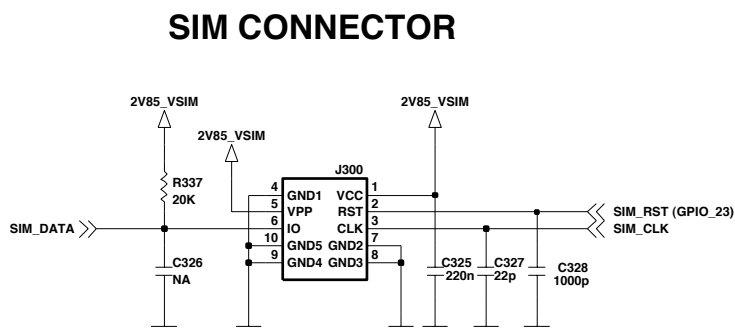 SIM CONNECTOR
2V85_VSIM
2V85_VSIM
2V85_VSIM
J300
R337
20K
4 GND1 VCC 1
5 VPP RST 2
SIM_RST (GPIO_23)
SIM_DATA
6 IO CLK 3
SIM_CLK
10 GND5 GND2 7
9 GND4 GND3 8
C326
NA
C325
220n
C327
22p
C328
1000p